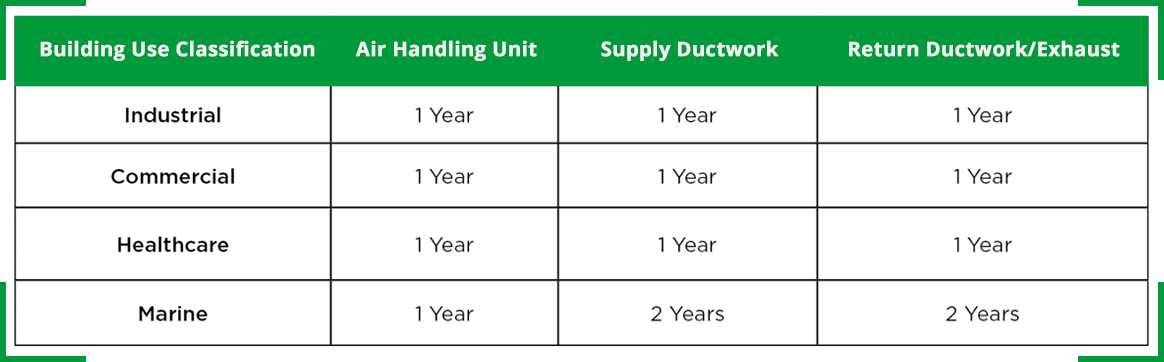 Building Use Classification Air Handling Unit Supply Ductwork Return Ductwork/Exhaust
Industrial 1 Year 1 Year 1 Year
Commercial 1 Year 1 Year 1 Year
Healthcare 1 Year 1 Year 1 Year
Marine 1 Year 2 Years 2 Years